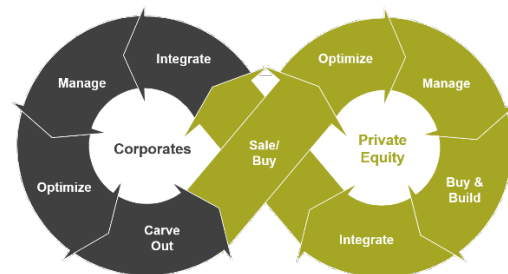 Integrate
Manage
Corporates
Optimize
Carve
Out
Sale/
Buy
Optimize
Manage
Private
Equity
Buy &
Build
Integrate